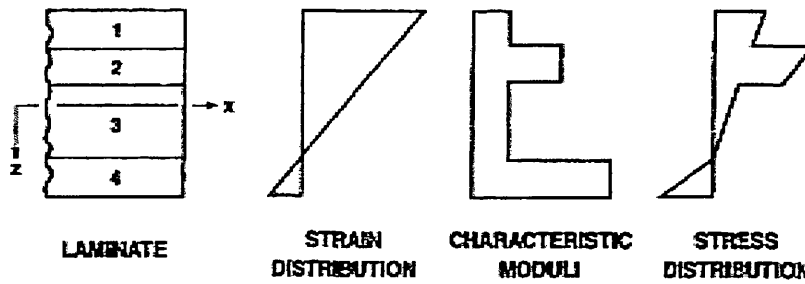 1
2
x
3
z
4
LAMINATE
STRAIN
DISTRIBUTION
CHARACTERISTIC
MODULI
STRESS
DISTRIBUTION